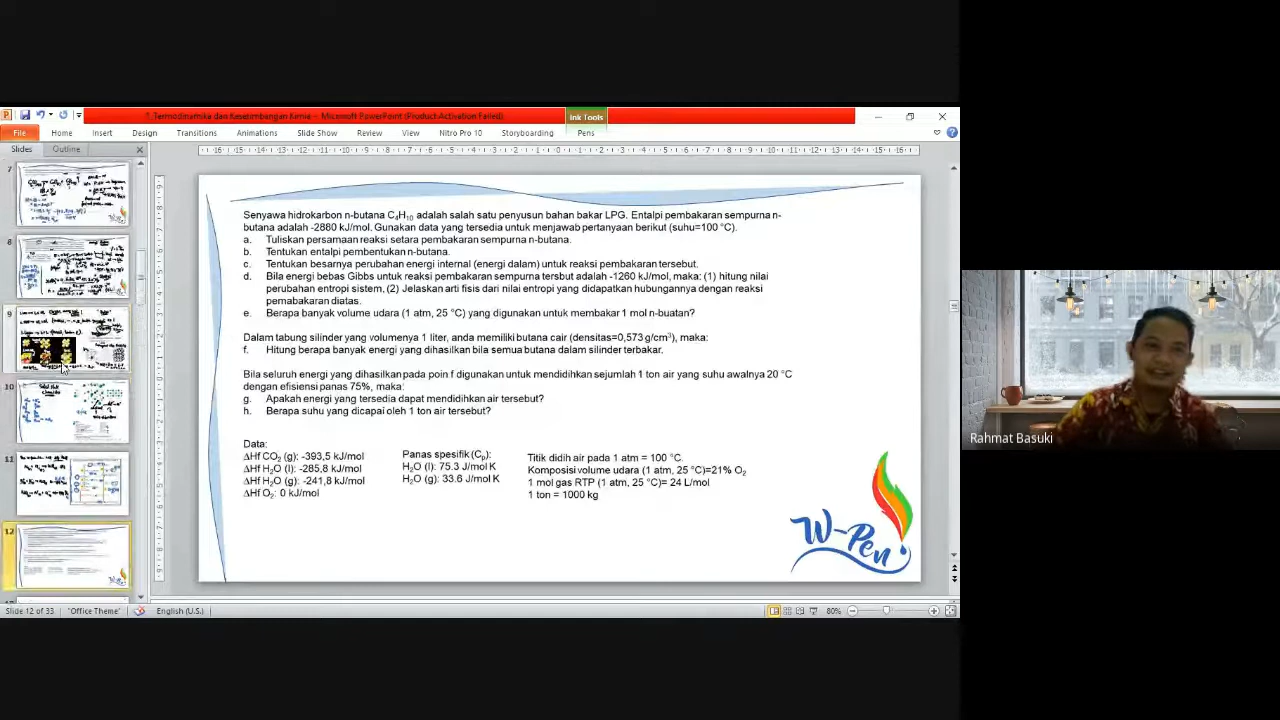 7. Termodinamika dan Kesetimbangan Kimia – Microsoft PowerPoint (Product Activation Failed)
Ink Tools
File Home Insert Design Transitions Animations Slide Show Review View Nitro Pro 10 Storyboarding Pens
Slides Outline
7
8
9
10
11
12
Senyawa hidrokarbon n-butana C₄H₁₀ adalah salah satu penyusun bahan bakar LPG. Entalpi pembakaran sempurna n-
butana adalah -2880 kJ/mol. Gunakan data yang tersedia untuk menjawab pertanyaan berikut (suhu=100 °C).
a. Tuliskan persamaan reaksi setara pembakaran sempurna n-butana.
b. Tentukan entalpi pembentukan n-butana.
c. Tentukan besarnya perubahan energi internal (energi dalam) untuk reaksi pembakaran tersebut.
d. Bila energi bebas Gibbs untuk reaksi pembakaran sempurna tersbut adalah -1260 kJ/mol, maka: (1) hitung nilai
perubahan entropi sistem, (2) Jelaskan arti fisis dari nilai entropi yang didapatkan hubungannya dengan reaksi
pemabakaran diatas.
e. Berapa banyak volume udara (1 atm, 25 °C) yang digunakan untuk membakar 1 mol n-buatan?
Dalam tabung silinder yang volumenya 1 liter, anda memiliki butana cair (densitas=0,573 g/cm³), maka:
f. Hitung berapa banyak energi yang dihasilkan bila semua butana dalam silinder terbakar.
Bila seluruh energi yang dihasilkan pada poin f digunakan untuk mendidihkan sejumlah 1 ton air yang suhu awalnya 20 °C
dengan efisiensi panas 75%, maka:
g. Apakah energi yang tersedia dapat mendidihkan air tersebut?
h. Berapa suhu yang dicapai oleh 1 ton air tersebut?
Data:
ΔHf CO₂ (g): -393,5 kJ/mol
ΔHf H₂O (l): -285,8 kJ/mol
ΔHf H₂O (g): -241,8 kJ/mol
ΔHf O₂: 0 kJ/mol
Panas spesifik (Cₚ):
H₂O (l): 75.3 J/mol K
H₂O (g): 33.6 J/mol K
Titik didih air pada 1 atm = 100 °C.
Komposisi volume udara (1 atm, 25 °C)=21% O₂
1 mol gas RTP (1 atm, 25 °C)= 24 L/mol
1 ton = 1000 kg
W-Pen
Slide 12 of 33 "Office Theme" English (U.S.) 80%
Rahmat Basuki